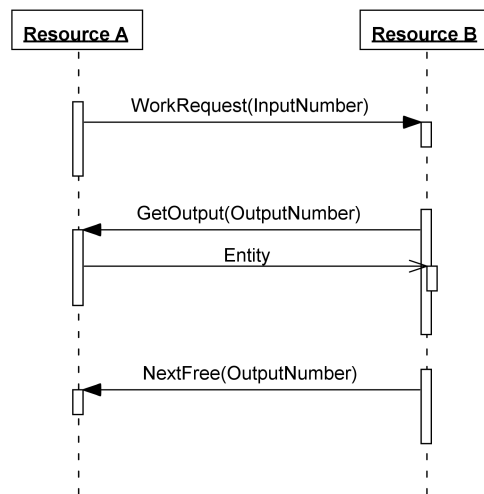 Resource A
Resource B
WorkRequest(InputNumber)
GetOutput(OutputNumber)
Entity
NextFree(OutputNumber)